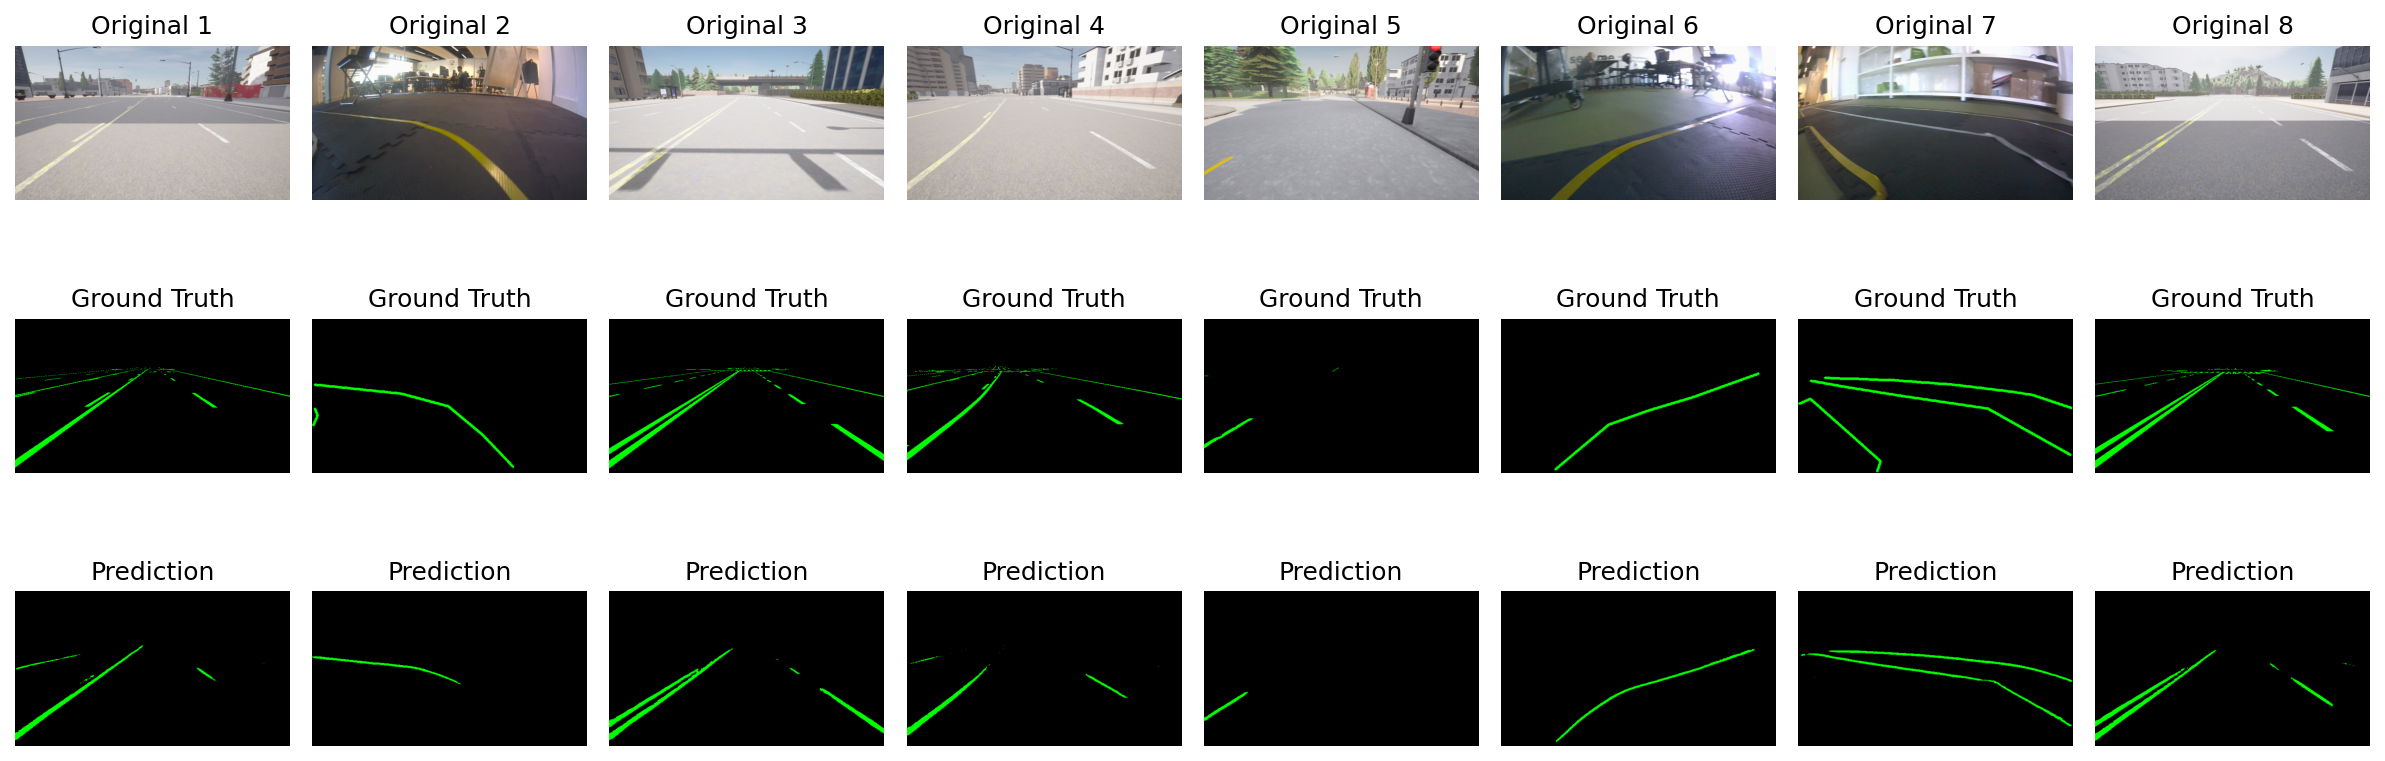 Original 1
Original 2
Original 3
Original 4
Original 5
Original 6
Original 7
Original 8
Ground Truth
Ground Truth
Ground Truth
Ground Truth
Ground Truth
Ground Truth
Ground Truth
Ground Truth
Prediction
Prediction
Prediction
Prediction
Prediction
Prediction
Prediction
Prediction